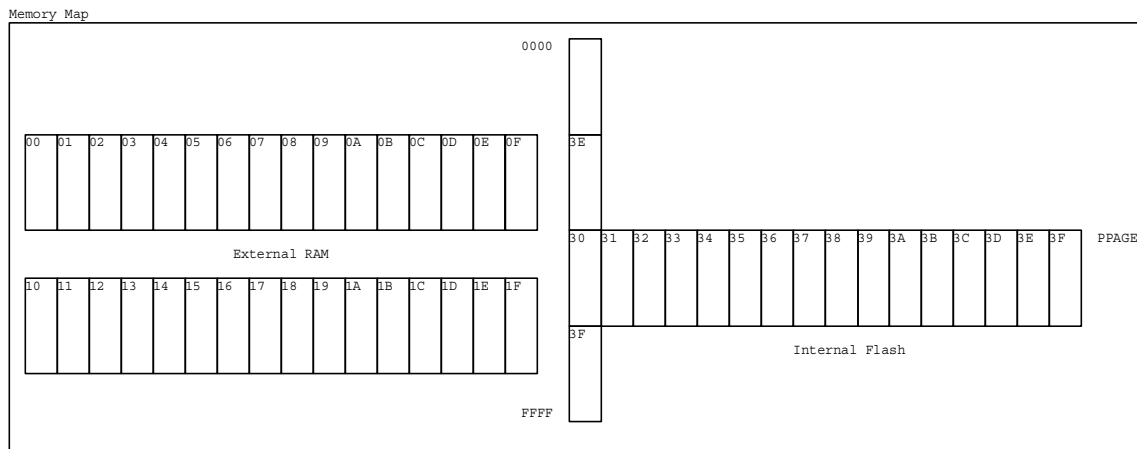 Memory Map
0000
00 01 02 03 04 05 06 07 08 09 0A 0B 0C 0D 0E 0F 3E
30 31 32 33 34 35 36 37 38 39 3A 3B 3C 3D 3E 3F PPAGE
External RAM
10 11 12 13 14 15 16 17 18 19 1A 1B 1C 1D 1E 1F
3F
Internal Flash
FFFF